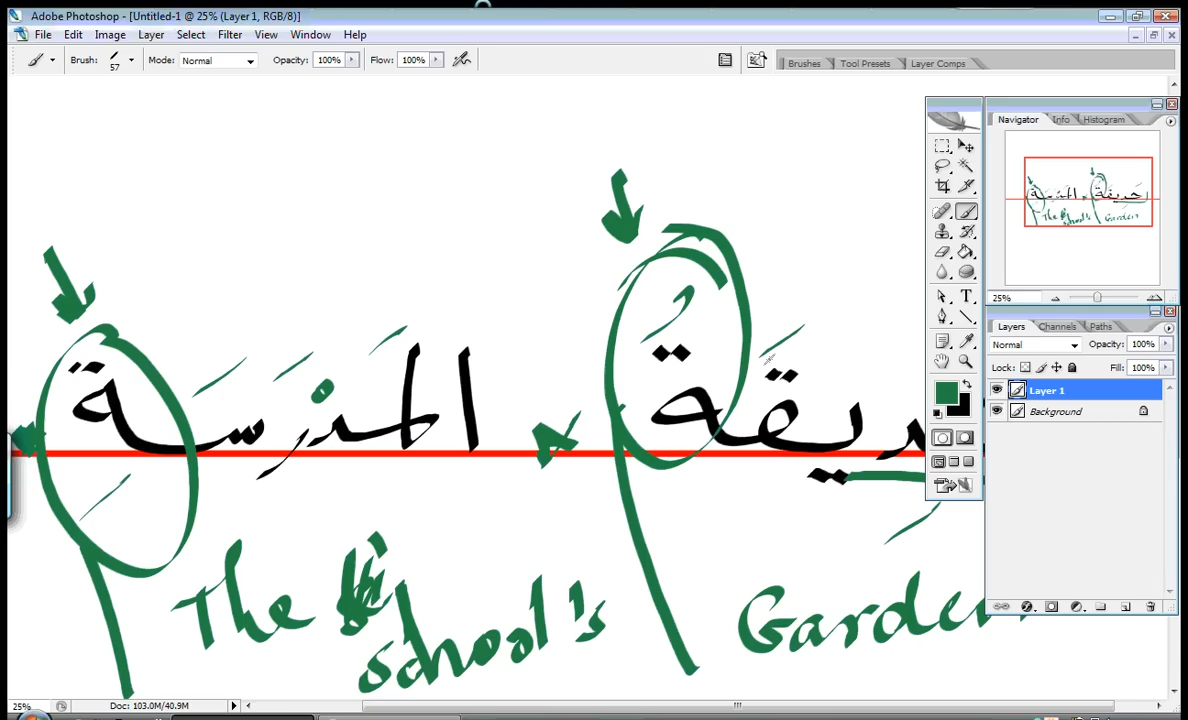 Adobe Photoshop - [Untitled-1 @ 25% (Layer 1, RGB/8)]
File Edit Image Layer Select Filter View Window Help
Brush: 57 Mode: Normal Opacity: 100% Flow: 100%
Brushes Tool Presets Layer Comps
Navigator Info Histogram
25%
Layers Channels Paths
Normal Opacity: 100%
Lock: Fill: 100%
Layer 1
Background
حَدِيقَةُ المَدْرَسَةِ
The school's Garden
25% Doc: 103.0M/40.9M